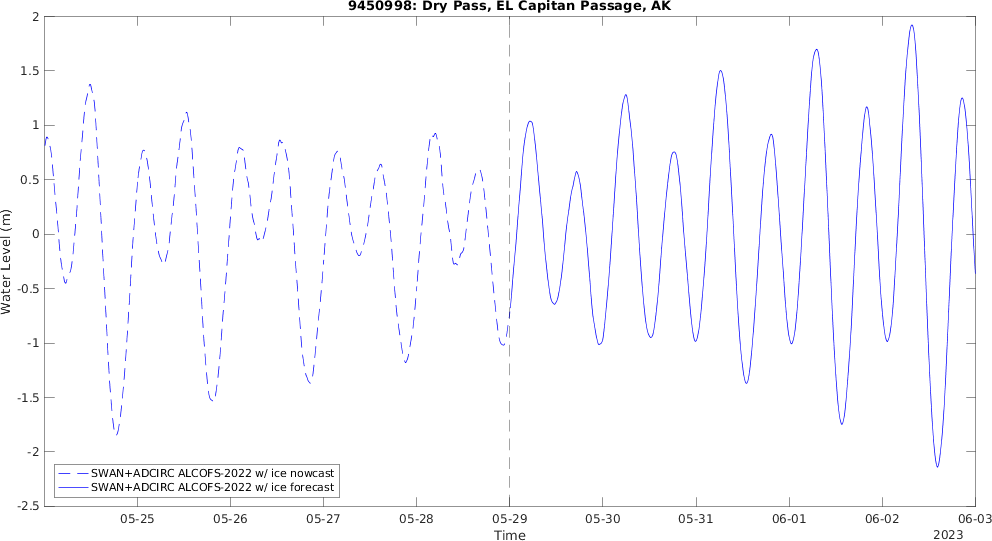 9450998: Dry Pass, EL Capitan Passage, AK
2
1.5
1
0.5
0
-0.5
-1
-1.5
-2
-2.5
Water Level (m)
SWAN+ADCIRC ALCOFS-2022 w/ ice nowcast
SWAN+ADCIRC ALCOFS-2022 w/ ice forecast
05-25 05-26 05-27 05-28 05-29 05-30 05-31 06-01 06-02 06-03
Time
2023